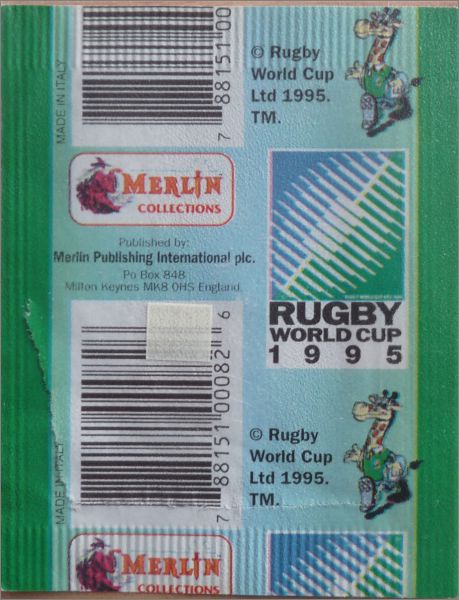 MADE IN ITALY
7 88151 00
© Rugby
World Cup
Ltd 1995.
TM.
MERLIN
COLLECTIONS
Published by:
Merlin Publishing International plc.
Po Box 848
Milton Keynes MK8 0HS England.
RUGBY
WORLD CUP
1995
MADE IN ITALY
7 88151 00082 6
© Rugby
World Cup
Ltd 1995.
TM.
MERLIN
COLLECTIONS